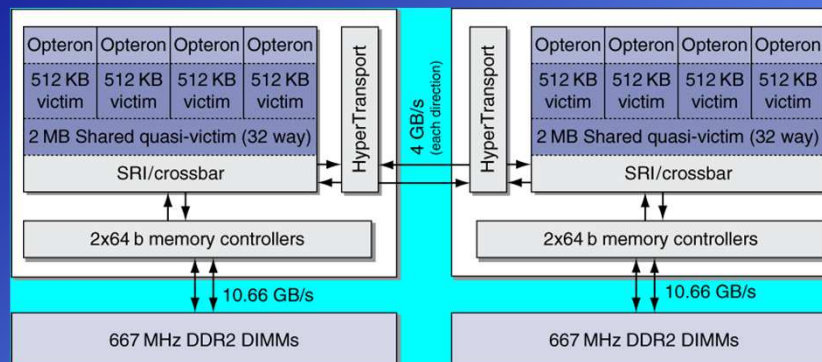 Opteron Opteron Opteron Opteron
512 KB 512 KB 512 KB 512 KB
victim victim victim victim
2 MB Shared quasi-victim (32 way)
SRI/crossbar
HyperTransport
2x64 b memory controllers
10.66 GB/s
667 MHz DDR2 DIMMs
4 GB/s
(each direction)
HyperTransport
Opteron Opteron Opteron Opteron
512 KB 512 KB 512 KB 512 KB
victim victim victim victim
2 MB Shared quasi-victim (32 way)
SRI/crossbar
2x64 b memory controllers
10.66 GB/s
667 MHz DDR2 DIMMs